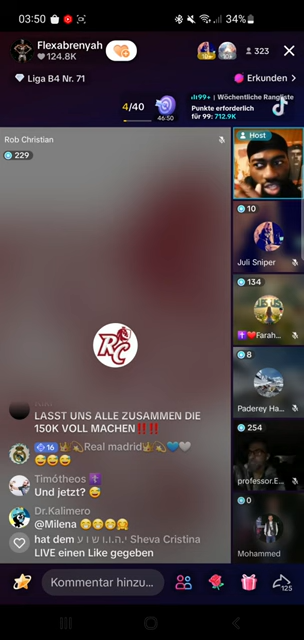 03:50
34%
Flexabrenyah
124.8K
323
Liga B4 Nr. 71
Erkunden >
4/40
46:50
99+ | Wöchentliche Rangliste
Punkte erforderlich
für 99: 712.9K
Rob Christian
229
Host
10
Juli Sniper
134
✝️❤️Farah...
8
Paderey Ha...
254
professor.E...
0
Mohammed
RC
LASST UNS ALLE ZUSAMMEN DIE
150K VOLL MACHEN‼️‼️
16 Real madrid
😅😅😅
Timótheos ✝️
Und jetzt? 😅
Dr.Kalimero
@Milena 😁😁😁🤗
hat dem י.ה.ו.ש ו ע Sheva Cristina
LIVE einen Like gegeben
Kommentar hinzu...
125